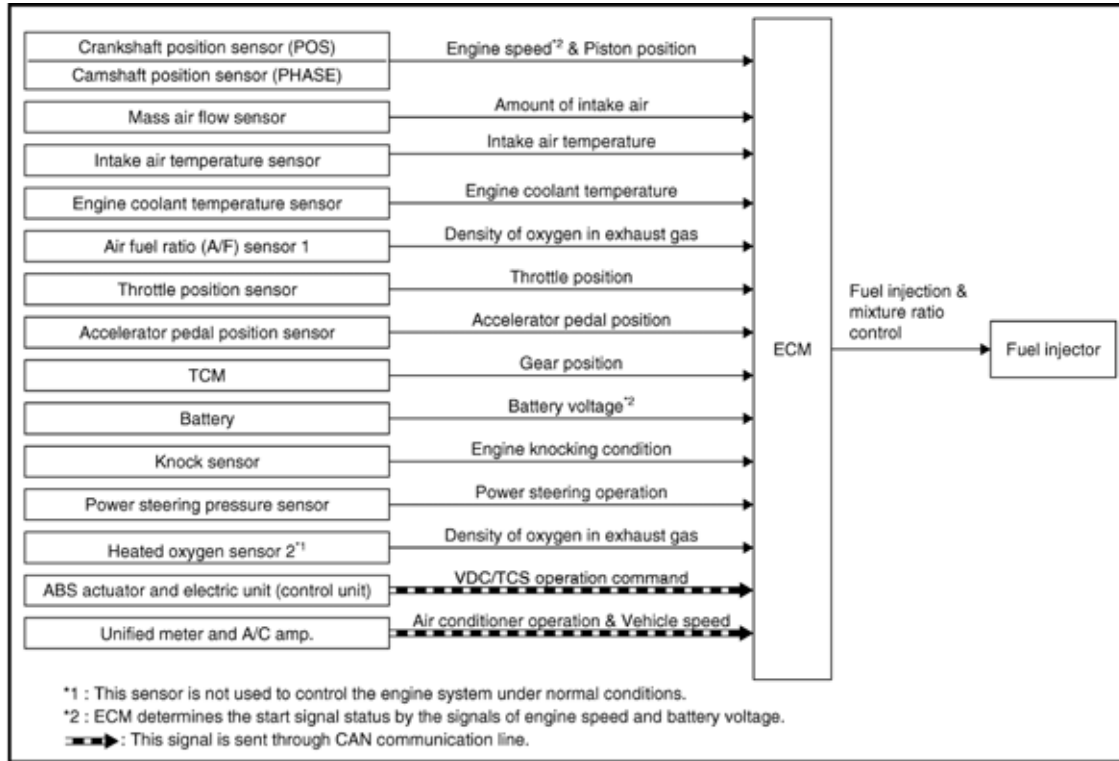 Crankshaft position sensor (POS)
Engine speed*2 & Piston position
Camshaft position sensor (PHASE)
Mass air flow sensor
Amount of intake air
Intake air temperature sensor
Intake air temperature
Engine coolant temperature sensor
Engine coolant temperature
Air fuel ratio (A/F) sensor 1
Density of oxygen in exhaust gas
Throttle position sensor
Throttle position
Accelerator pedal position sensor
Accelerator pedal position
TCM
Gear position
Battery
Battery voltage*2
Knock sensor
Engine knocking condition
Power steering pressure sensor
Power steering operation
Heated oxygen sensor 2*1
Density of oxygen in exhaust gas
ABS actuator and electric unit (control unit)
VDC/TCS operation command
Unified meter and A/C amp.
Air conditioner operation & Vehicle speed
ECM
Fuel injection &
mixture ratio
control
Fuel injector
*1 : This sensor is not used to control the engine system under normal conditions.
*2 : ECM determines the start signal status by the signals of engine speed and battery voltage.
: This signal is sent through CAN communication line.